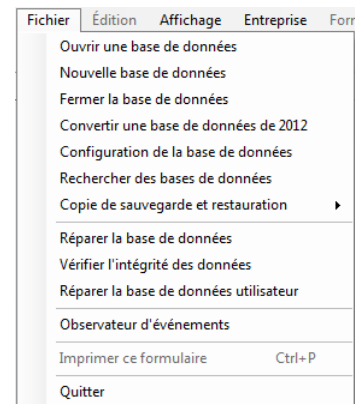 Fichier Édition Affichage Entreprise
Ouvrir une base de données
Nouvelle base de données
Fermer la base de données
Convertir une base de données de 2012
Configuration de la base de données
Rechercher des bases de données
Copie de sauvegarde et restauration
Réparer la base de données
Vérifier l'intégrité des données
Réparer la base de données utilisateur
Observateur d'événements
Imprimer ce formulaire Ctrl+P
Quitter